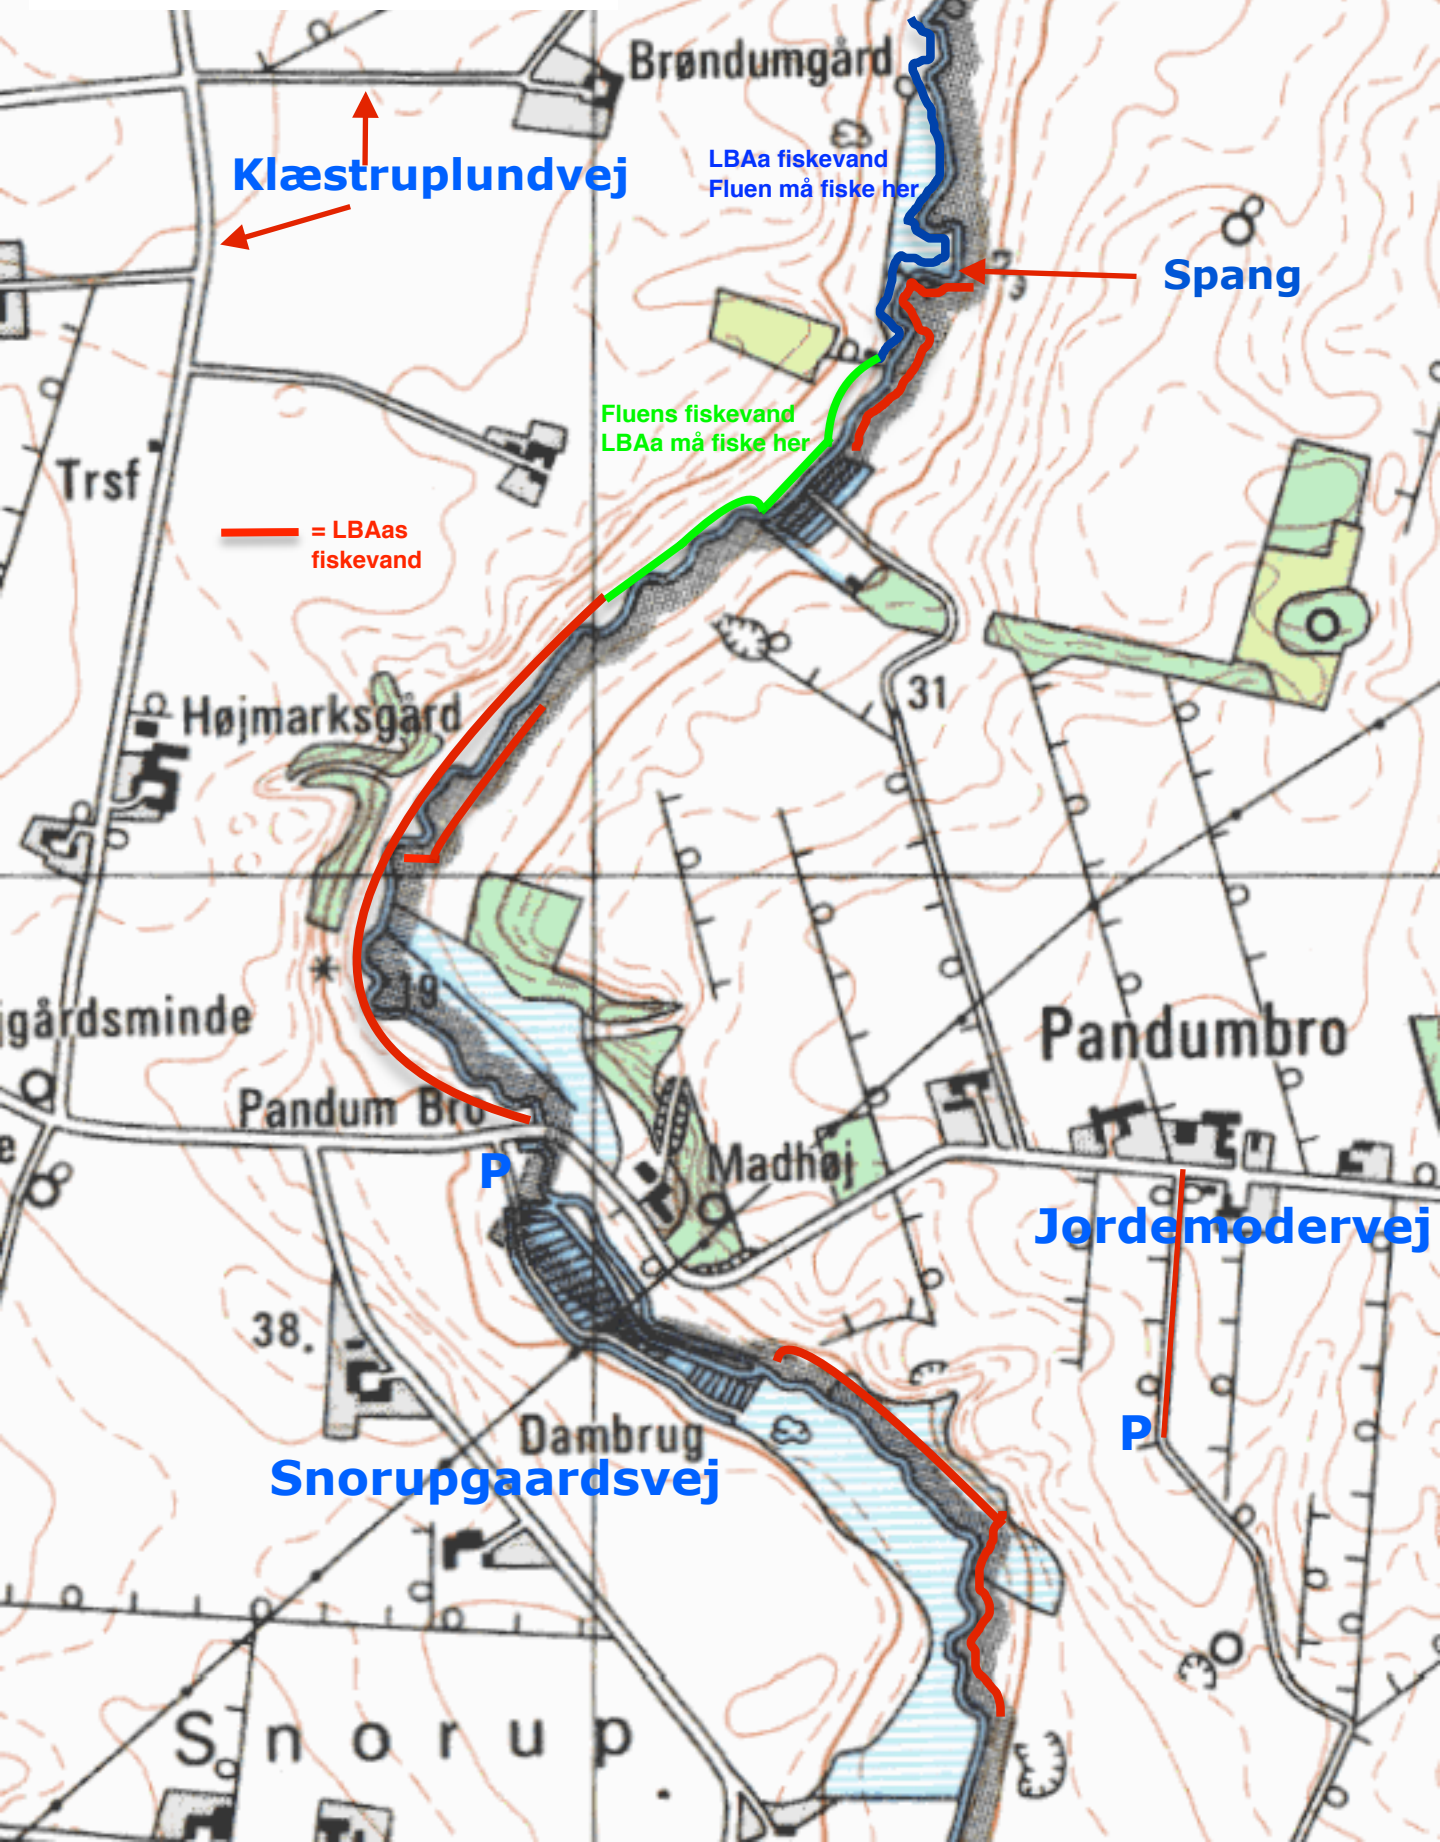 Brøndumgård
Klæstruplundvej
LBAa fiskevand
Fluen må fiske her
Spang
Fluens fiskevand
LBAa må fiske her
Trsf
= LBAas
fiskevand
31
Højmarksgård
19
gårdsminde
Pandumbro
Pandum Bro
P
Madhøj
Jordemodervej
38.
P
Dambrug
Snorupgaardsvej
Snorup